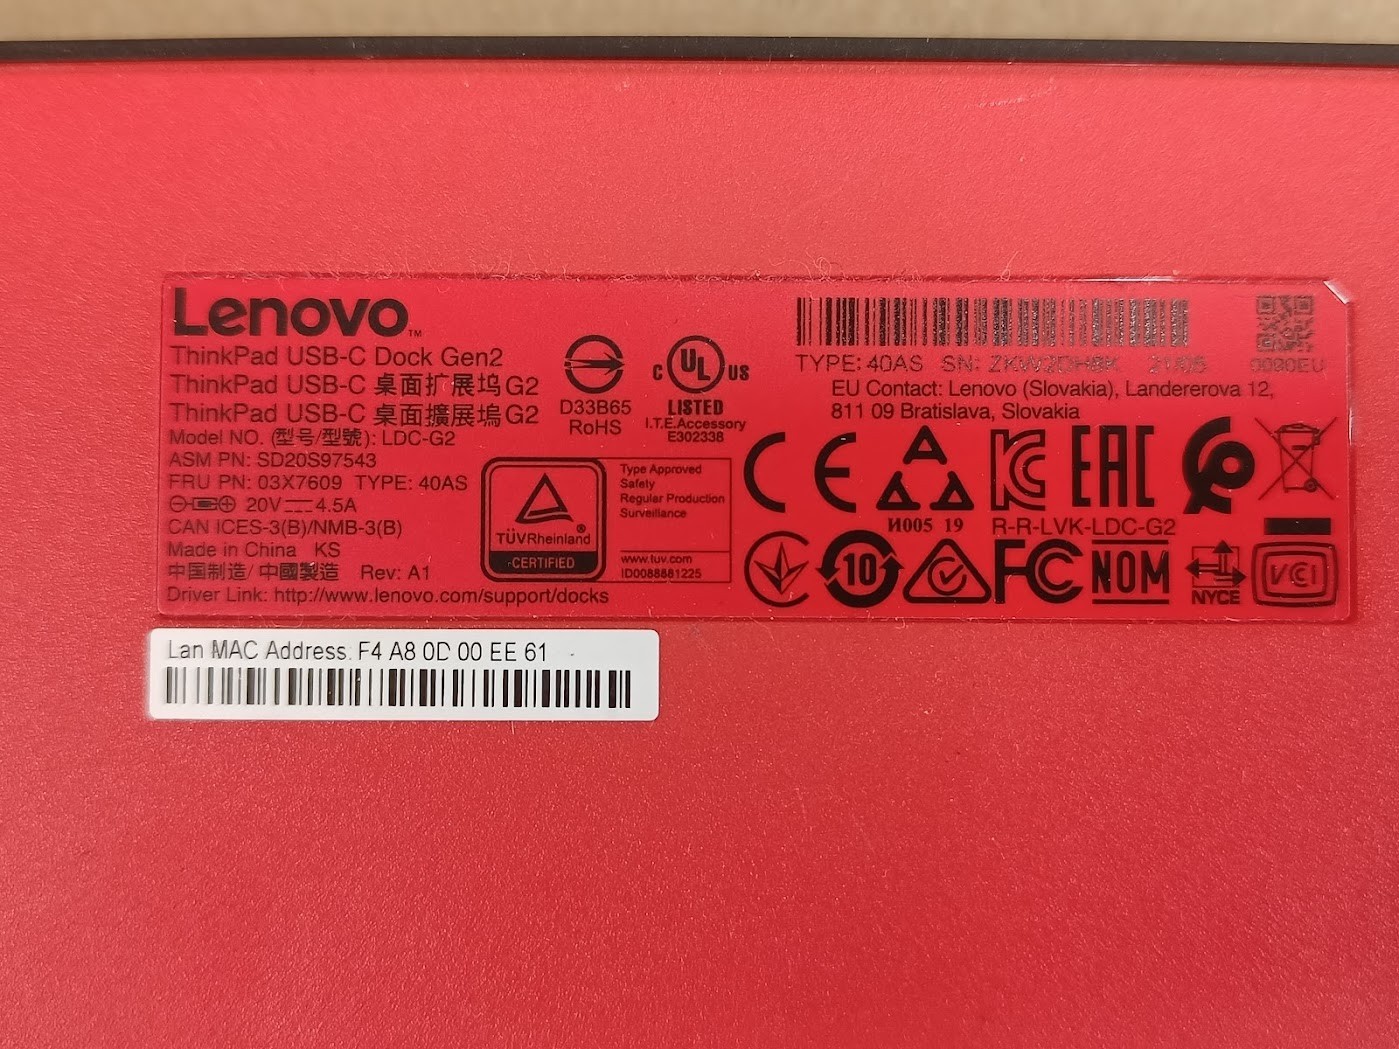 Lenovo™
ThinkPad USB-C Dock Gen2
ThinkPad USB-C 桌面扩展坞 G2
ThinkPad USB-C 桌面擴展塢 G2
Model NO. (型号/型號): LDC-G2
ASM PN: SD20S97543
FRU PN: 03X7609 TYPE: 40AS
20V 4.5A
CAN ICES-3(B)/NMB-3(B)
Made in China KS
中国制造/ 中國製造 Rev: A1
Driver Link: http://www.lenovo.com/support/docks
D33B65
RoHS
C UL US
LISTED
I.T.E.Accessory
E302338
TÜVRheinland®
CERTIFIED
Type Approved
Safety
Regular Production
Surveillance
www.tuv.com
ID0088881225
TYPE: 40AS SN: 21/05
0090EU
EU Contact: Lenovo (Slovakia), Landererova 12,
811 09 Bratislava, Slovakia
CE KC EAC
И005 19 R-R-LVK-LDC-G2
10 FC NOM NYCE VCCI
Lan MAC Address: F4 A8 0D 00 EE 61